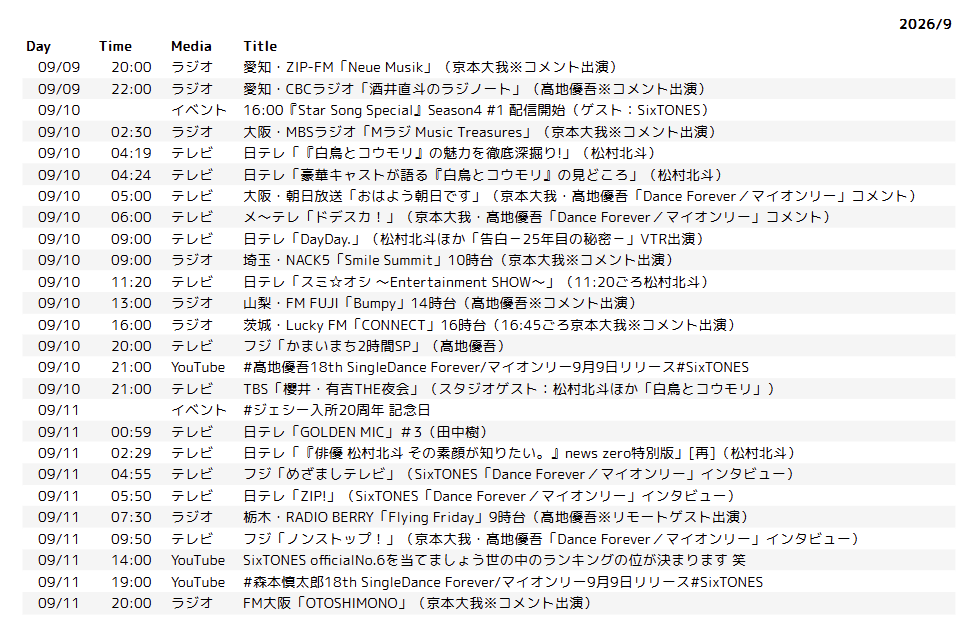 2026/9
Day Time Media Title
09/09 20:00 ラジオ 愛知・ZIP-FM「Neue Musik」（京本大我※コメント出演）
09/09 22:00 ラジオ 愛知・CBCラジオ「酒井直斗のラジノート」（髙地優吾※コメント出演）
09/10 イベント 16:00『Star Song Special』Season4 #1 配信開始（ゲスト：SixTONES）
09/10 02:30 ラジオ 大阪・MBSラジオ「Mラジ Music Treasures」（京本大我※コメント出演）
09/10 04:19 テレビ 日テレ「『白鳥とコウモリ』の魅力を徹底深掘り!」（松村北斗）
09/10 04:24 テレビ 日テレ「豪華キャストが語る『白鳥とコウモリ』の見どころ」（松村北斗）
09/10 05:00 テレビ 大阪・朝日放送「おはよう朝日です」（京本大我・髙地優吾「Dance Forever／マイオンリー」コメント）
09/10 06:00 テレビ メ～テレ「ドデスカ！」（京本大我・髙地優吾「Dance Forever／マイオンリー」コメント）
09/10 09:00 テレビ 日テレ「DayDay.」（松村北斗ほか「告白－25年目の秘密－」VTR出演）
09/10 09:00 ラジオ 埼玉・NACK5「Smile Summit」10時台（京本大我※コメント出演）
09/10 11:20 テレビ 日テレ「スミ☆オシ ～Entertainment SHOW～」（11:20ごろ松村北斗）
09/10 13:00 ラジオ 山梨・FM FUJI「Bumpy」14時台（髙地優吾※コメント出演）
09/10 16:00 ラジオ 茨城・Lucky FM「CONNECT」16時台（16:45ごろ京本大我※コメント出演）
09/10 20:00 テレビ フジ「かまいまち2時間SP」（髙地優吾）
09/10 21:00 YouTube #髙地優吾18th SingleDance Forever/マイオンリー9月9日リリース#SixTONES
09/10 21:00 テレビ TBS「櫻井・有吉THE夜会」（スタジオゲスト：松村北斗ほか「白鳥とコウモリ」）
09/11 イベント #ジェシー入所20周年 記念日
09/11 00:59 テレビ 日テレ「GOLDEN MIC」＃3（田中樹）
09/11 02:29 テレビ 日テレ「『俳優 松村北斗 その素顔が知りたい。』news zero特別版」[再]（松村北斗）
09/11 04:55 テレビ フジ「めざましテレビ」（SixTONES「Dance Forever／マイオンリー」インタビュー）
09/11 05:50 テレビ 日テレ「ZIP!」（SixTONES「Dance Forever／マイオンリー」インタビュー）
09/11 07:30 ラジオ 栃木・RADIO BERRY「Flying Friday」9時台（髙地優吾※リモートゲスト出演）
09/11 09:50 テレビ フジ「ノンストップ！」（京本大我・髙地優吾「Dance Forever／マイオンリー」インタビュー）
09/11 14:00 YouTube SixTONES officialNo.6を当てましょう世の中のランキングの位が決まります 笑
09/11 19:00 YouTube #森本慎太郎18th SingleDance Forever/マイオンリー9月9日リリース#SixTONES
09/11 20:00 ラジオ FM大阪「OTOSHIMONO」（京本大我※コメント出演）